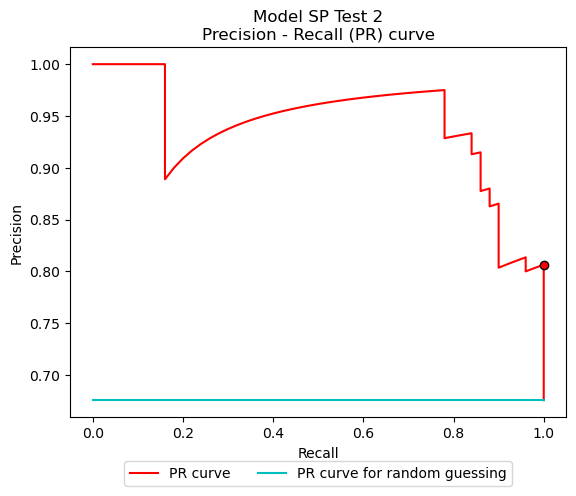 Model SP Test 2
Precision - Recall (PR) curve
1.00
0.95
0.90
0.85
0.80
0.75
0.70
Precision
0.0 0.2 0.4 0.6 0.8 1.0
Recall
PR curve PR curve for random guessing